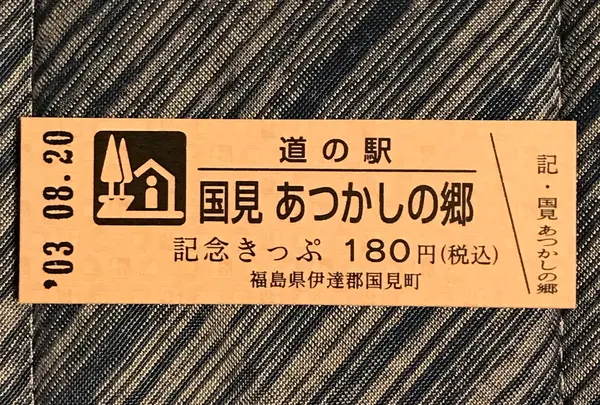 '03 08.20
道の駅
国見 あつかしの郷
記念きっぷ 180円(税込)
福島県伊達郡国見町
記・国見 あつかしの郷